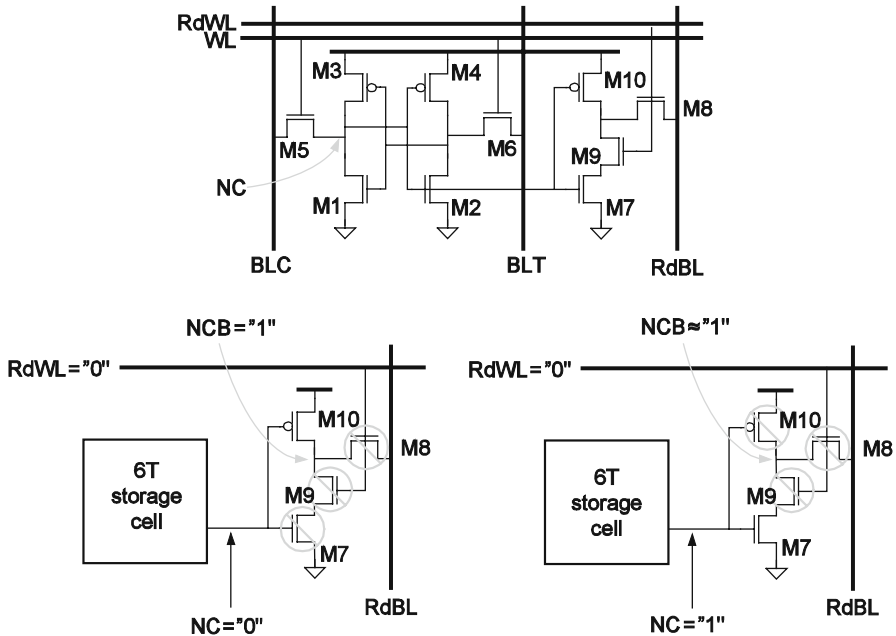 RdWL
WL
M3
M4
M10
M8
M5
M6
M9
NC
M1
M2
M7
BLC
BLT
RdBL
NCB="1"
RdWL="0"
M10
M8
6T
storage
cell
M9
M7
RdBL
NC="0"
NCB≈"1"
RdWL="0"
M10
M8
6T
storage
cell
M9
M7
RdBL
NC="1"